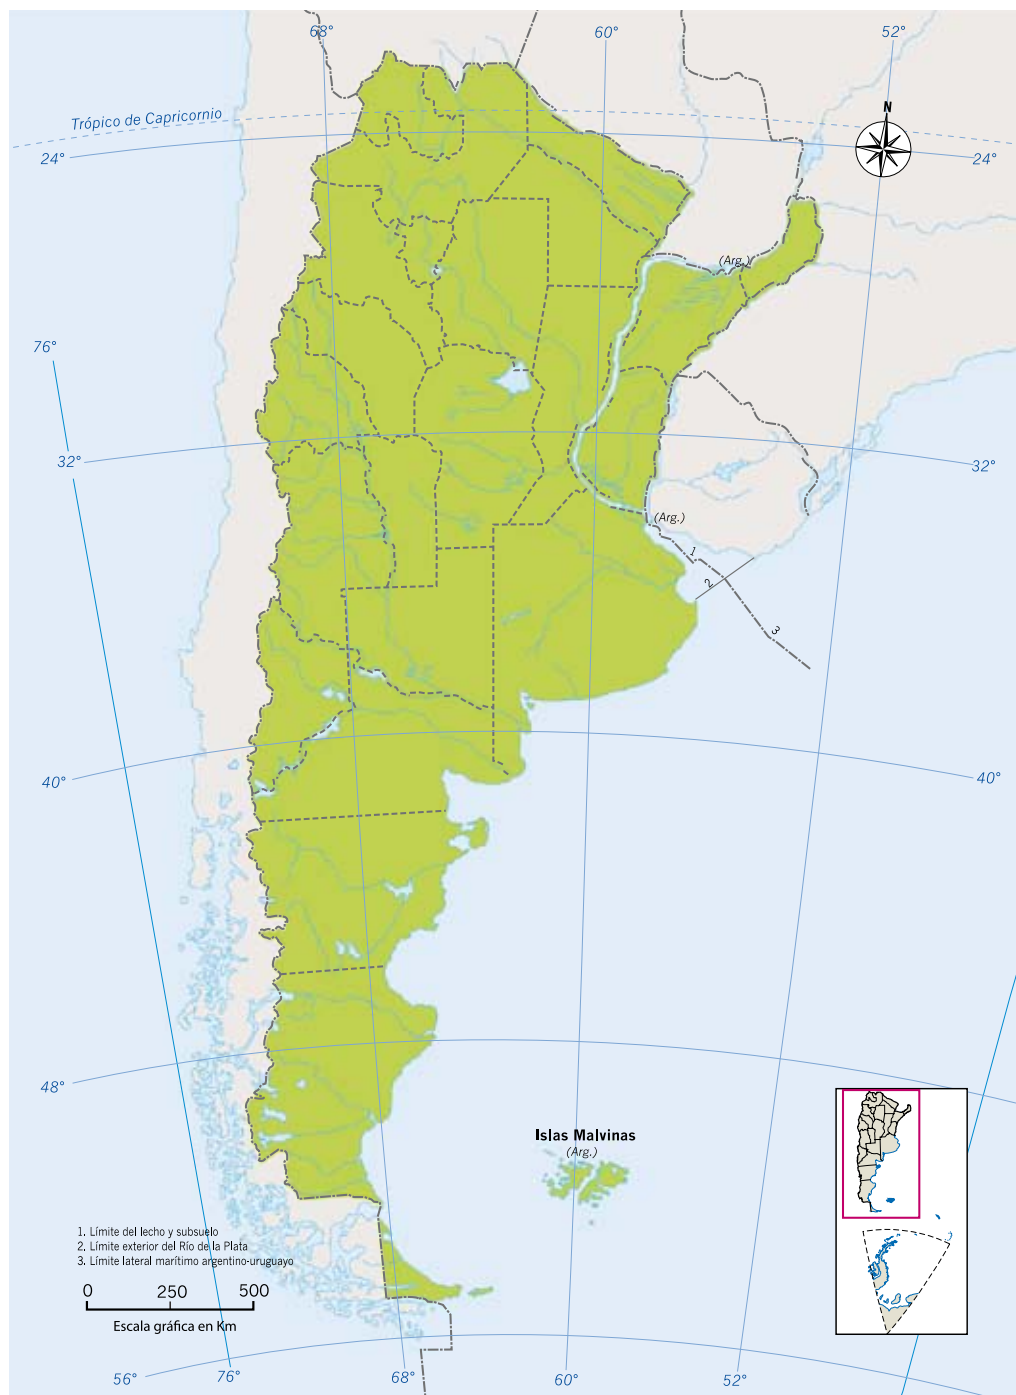 68°
60°
52°
N
Trópico de Capricornio
24°
24°
(Arg.)
76°
32°
32°
(Arg.)
1
2
3
40°
40°
48°
Islas Malvinas
(Arg.)
1. Límite del lecho y subsuelo
2. Límite exterior del Río de la Plata
3. Límite lateral marítimo argentino-uruguayo
0 250 500
Escala gráfica en Km
56°
76°
68°
60°
52°